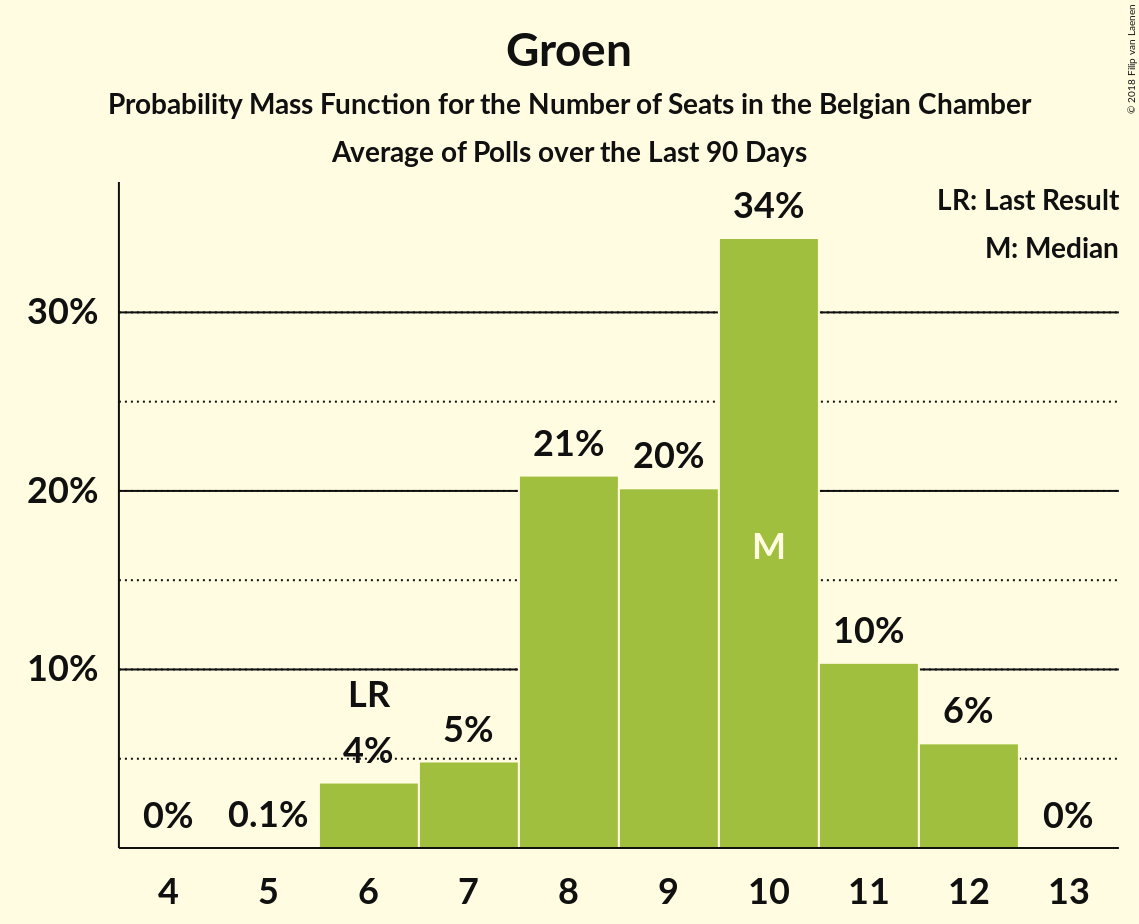 Groen
Probability Mass Function for the Number of Seats in the Belgian Chamber
Average of Polls over the Last 90 Days
© 2018 Filip van Laenen
LR: Last Result
M: Median
30%
20%
10%
0%
0.1%
LR
4%
5%
21%
20%
34%
M
10%
6%
0%
4 5 6 7 8 9 10 11 12 13